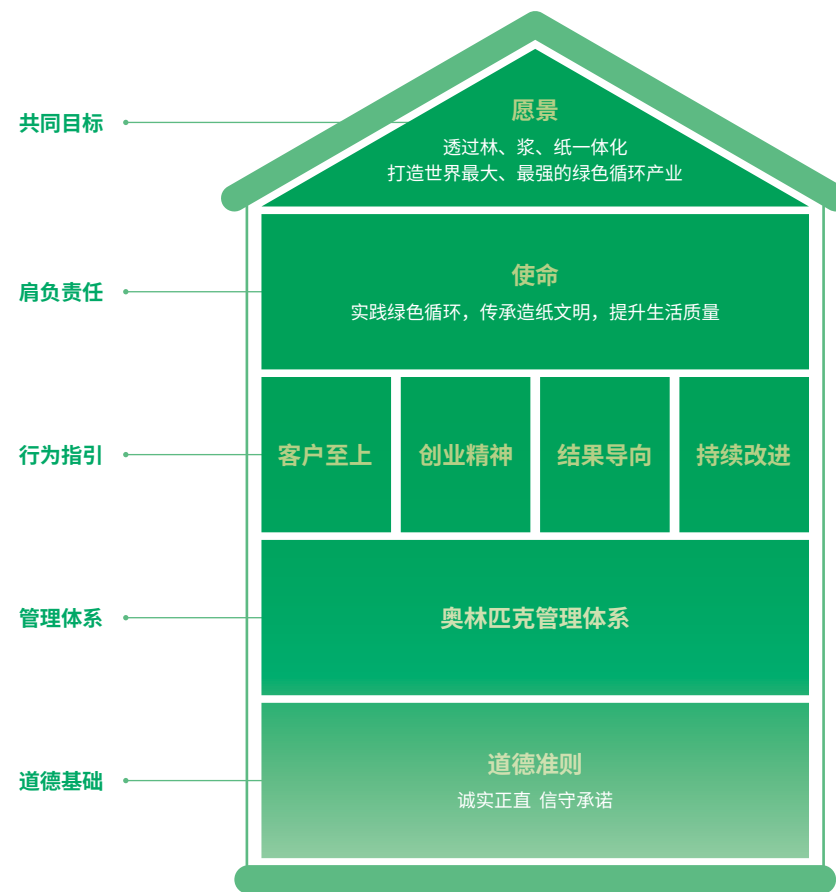 共同目标
愿景
透过林、浆、纸一体化
打造世界最大、最强的绿色循环产业
肩负责任
使命
实践绿色循环，传承造纸文明，提升生活质量
行为指引
客户至上
创业精神
结果导向
持续改进
管理体系
奥林匹克管理体系
道德基础
道德准则
诚实正直 信守承诺